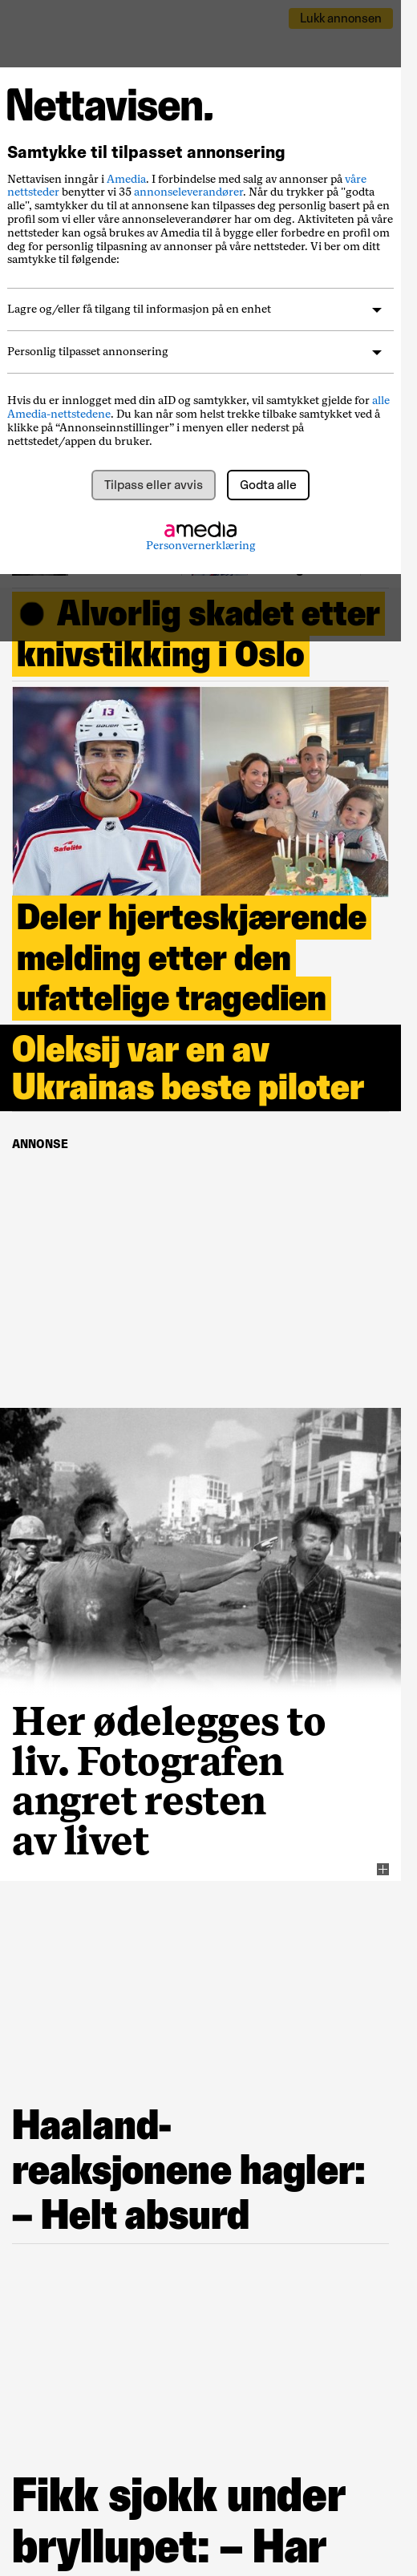 Lukk annonsen
Nettavisen.
Samtykke til tilpasset annonsering
Nettavisen inngår i Amedia. I forbindelse med salg av annonser på våre
nettsteder benytter vi 35 annonseleverandører. Når du trykker på "godta
alle", samtykker du til at annonsene kan tilpasses deg personlig basert på en
profil som vi eller våre annonseleverandører har om deg. Aktiviteten på våre
nettsteder kan også brukes av Amedia til å bygge eller forbedre en profil om
deg for personlig tilpasning av annonser på våre nettsteder. Vi ber om ditt
samtykke til følgende:
Lagre og/eller få tilgang til informasjon på en enhet
Personlig tilpasset annonsering
Hvis du er innlogget med din aID og samtykker, vil samtykket gjelde for alle
Amedia-nettstedene. Du kan når som helst trekke tilbake samtykket ved å
klikke på “Annonseinnstillinger” i menyen eller nederst på
nettstedet/appen du bruker.
Tilpass eller avvis
Godta alle
amedia
Personvernerklæring
Alvorlig skadet etter
knivstikking i Oslo
13
BAUER
Satelite
A
Deler hjerteskjærende
melding etter den
ufattelige tragedien
Oleksij var en av
Ukrainas beste piloter
ANNONSE
Her ødelegges to
liv. Fotografen
angret resten
av livet
Haaland-
reaksjonene hagler:
– Helt absurd
Fikk sjokk under
bryllupet: – Har